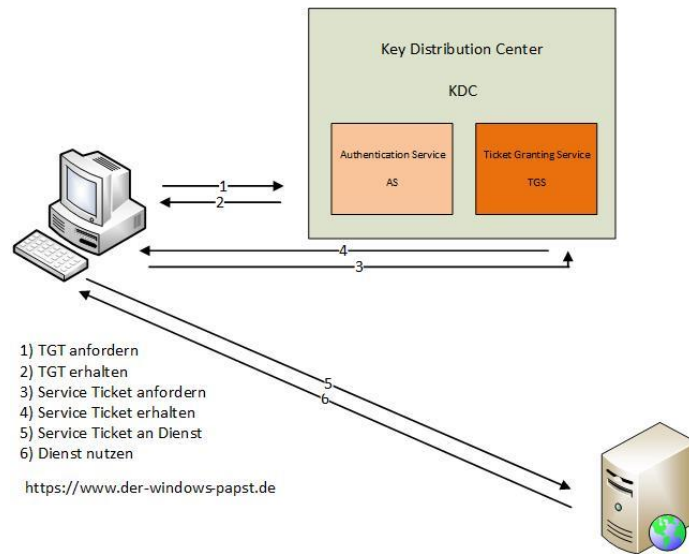 Key Distribution Center
KDC
Authentication Service
AS
Ticket Granting Service
TGS
1
2
4
3
5
6
1) TGT anfordern
2) TGT erhalten
3) Service Ticket anfordern
4) Service Ticket erhalten
5) Service Ticket an Dienst
6) Dienst nutzen
https://www.der-windows-papst.de